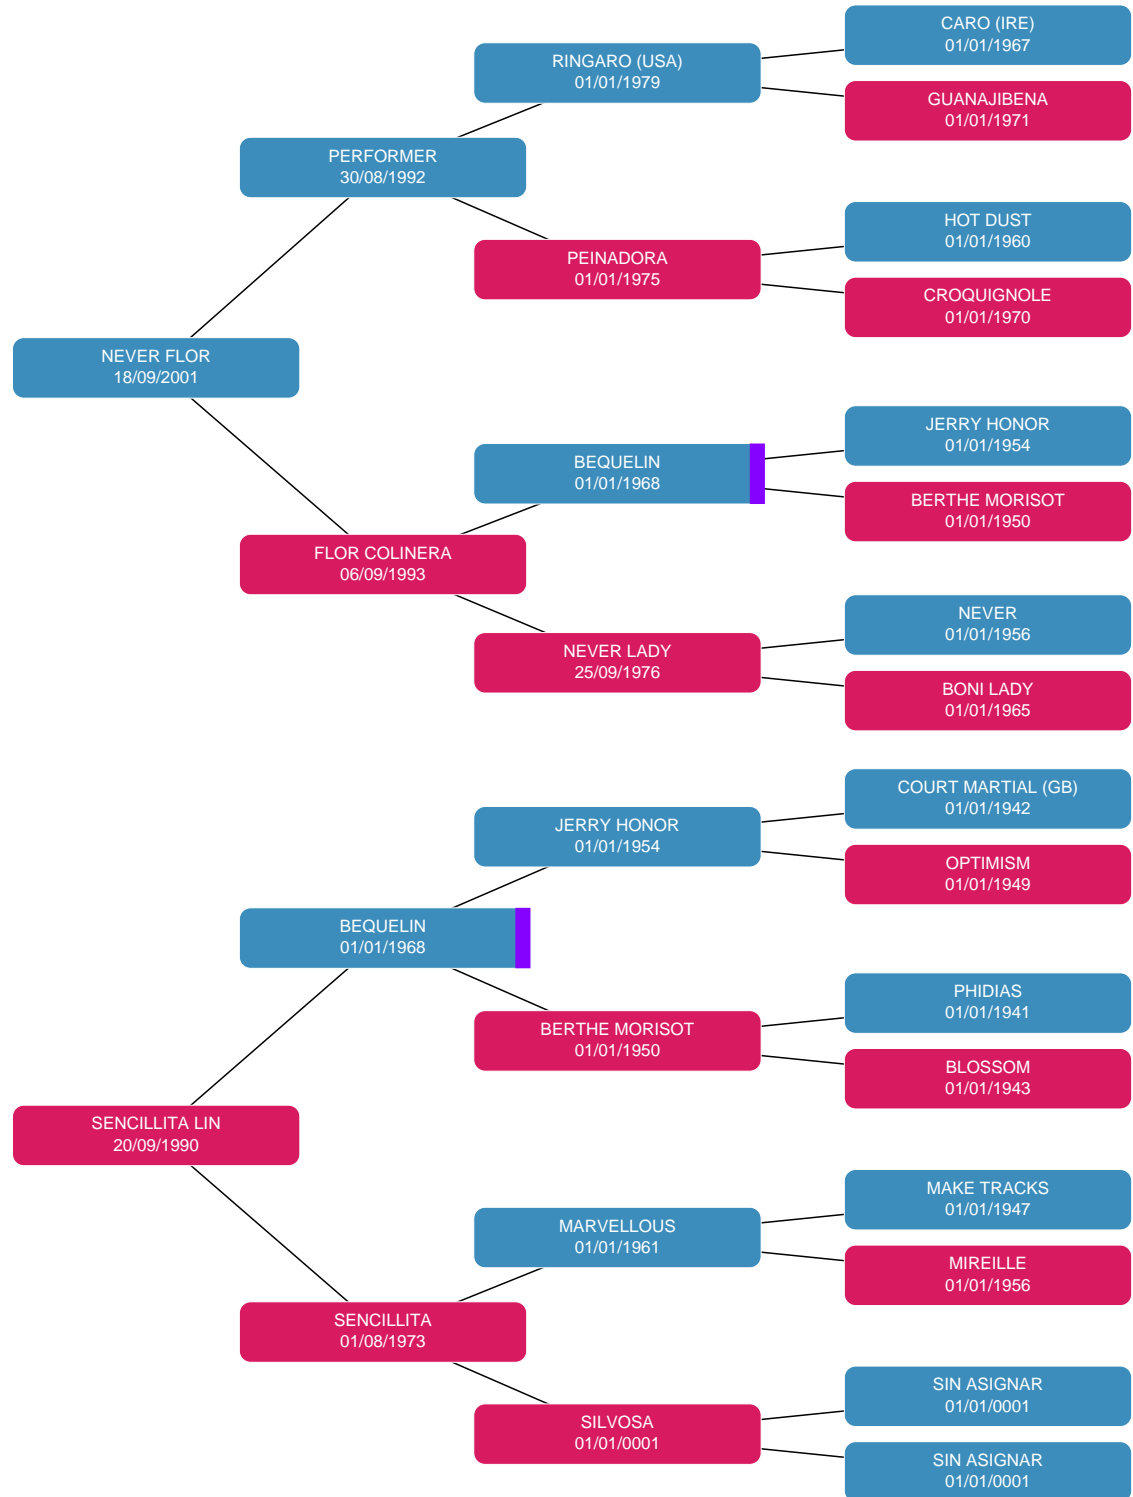 CARO (IRE)
01/01/1967
RINGARO (USA)
01/01/1979
GUANAJIBENA
01/01/1971
PERFORMER
30/08/1992
HOT DUST
01/01/1960
PEINADORA
01/01/1975
CROQUIGNOLE
01/01/1970
NEVER FLOR
18/09/2001
JERRY HONOR
01/01/1954
BEQUELIN
01/01/1968
BERTHE MORISOT
01/01/1950
FLOR COLINERA
06/09/1993
NEVER
01/01/1956
NEVER LADY
25/09/1976
BONI LADY
01/01/1965
COURT MARTIAL (GB)
01/01/1942
JERRY HONOR
01/01/1954
OPTIMISM
01/01/1949
BEQUELIN
01/01/1968
PHIDIAS
01/01/1941
BERTHE MORISOT
01/01/1950
BLOSSOM
01/01/1943
SENCILLITA LIN
20/09/1990
MAKE TRACKS
01/01/1947
MARVELLOUS
01/01/1961
MIREILLE
01/01/1956
SENCILLITA
01/08/1973
SIN ASIGNAR
01/01/0001
SILVOSA
01/01/0001
SIN ASIGNAR
01/01/0001